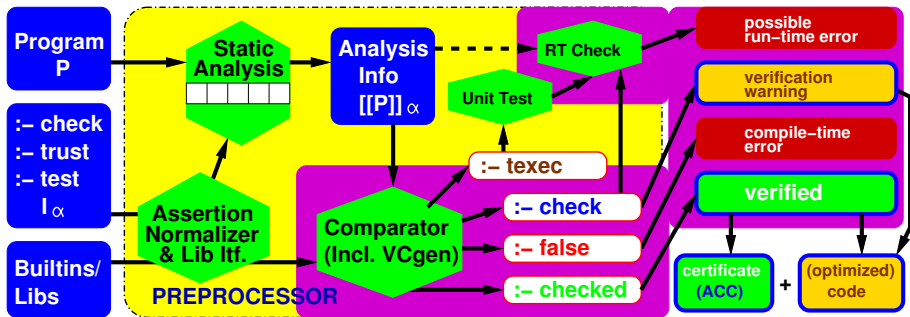 Program
P
:– check
:– trust
:– test
I α
Builtins/
Libs
Static
Analysis
Assertion
Normalizer
& Lib Itf.
PREPROCESSOR
Analysis
Info
[[P]] α
Comparator
(Incl. VCgen)
RT Check
Unit Test
:– texec
:– check
:– false
:– checked
possible
run–time error
verification
warning
compile–time
error
verified
certificate
(ACC)
+
(optimized)
code